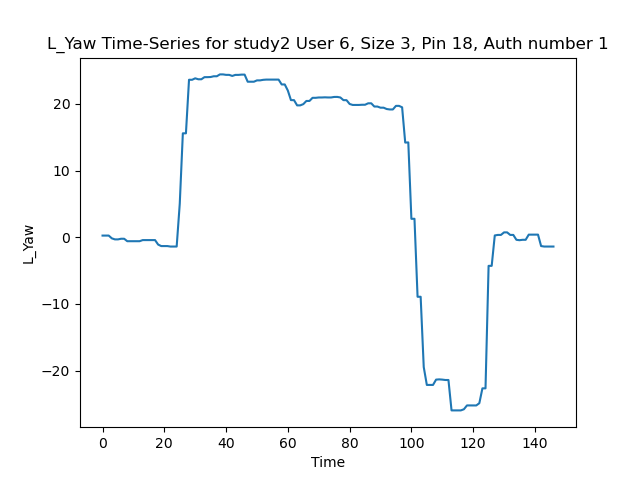 L_Yaw Time-Series for study2 User 6, Size 3, Pin 18, Auth number 1
20
10
0
−10
−20
L_Yaw
0 20 40 60 80 100 120 140
Time